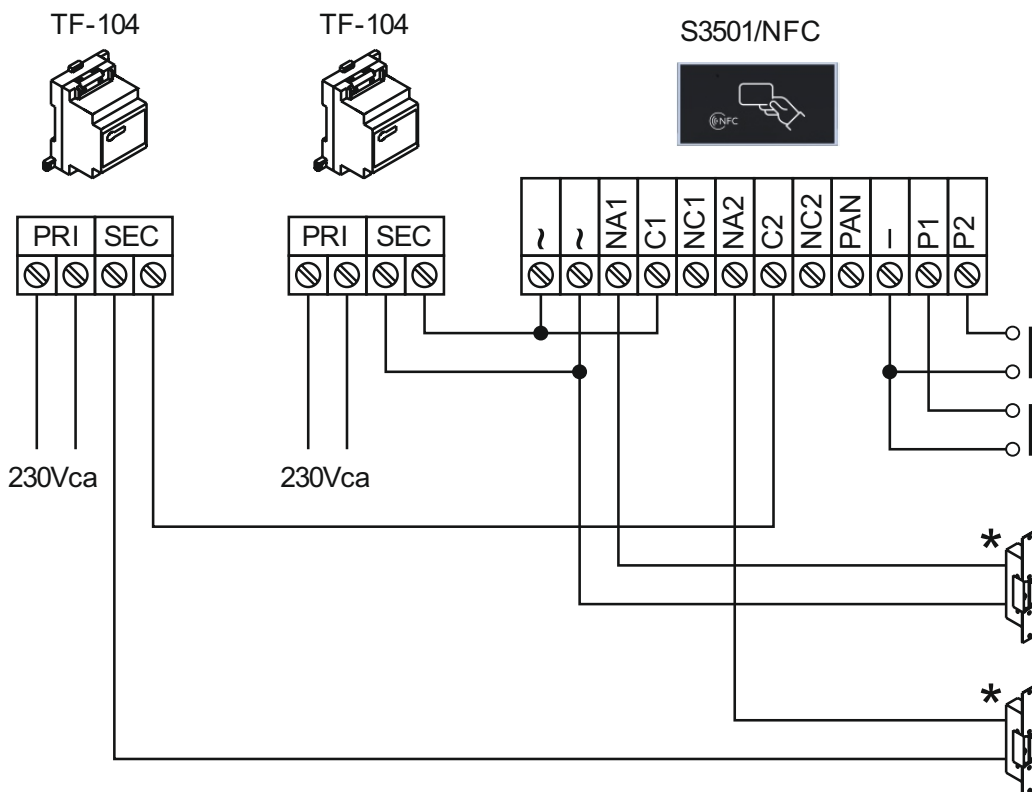 TF-104
TF-104
S3501/NFC
NFC
PRI SEC
PRI SEC
~ ~ NA1 C1 NC1 NA2 C2 NC2 PAN – P1 P2
230Vca
230Vca
*
*